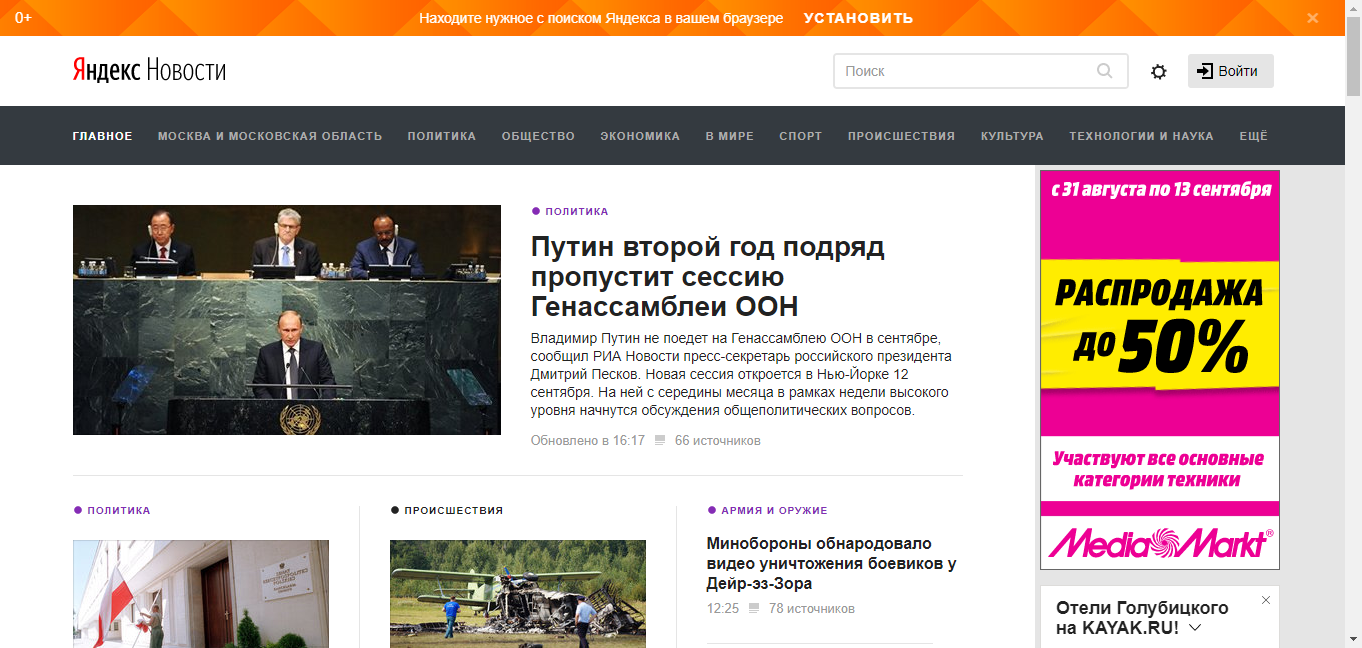 0+
Находите нужное с поиском Яндекса в вашем браузере УСТАНОВИТЬ
Яндекс Новости
Поиск
Войти
ГЛАВНОЕ МОСКВА И МОСКОВСКАЯ ОБЛАСТЬ ПОЛИТИКА ОБЩЕСТВО ЭКОНОМИКА В МИРЕ СПОРТ ПРОИСШЕСТВИЯ КУЛЬТУРА ТЕХНОЛОГИИ И НАУКА ЕЩЁ
ПОЛИТИКА
Путин второй год подряд
пропустит сессию
Генассамблеи ООН
Владимир Путин не поедет на Генассамблею ООН в сентябре,
сообщил РИА Новости пресс-секретарь российского президента
Дмитрий Песков. Новая сессия откроется в Нью-Йорке 12
сентября. На ней с середины месяца в рамках недели высокого
уровня начнутся обсуждения общеполитических вопросов.
Обновлено в 16:17 66 источников
ПОЛИТИКА
ПРОИСШЕСТВИЯ
АРМИЯ И ОРУЖИЕ
Минобороны обнародовало
видео уничтожения боевиков у
Дейр-эз-Зора
12:25 78 источников
с 31 августа по 13 сентября
РАСПРОДАЖА
ДО 50%
Участвуют все основные
категории техники
Media Markt®
Отели Голубицкого
на KAYAK.RU!